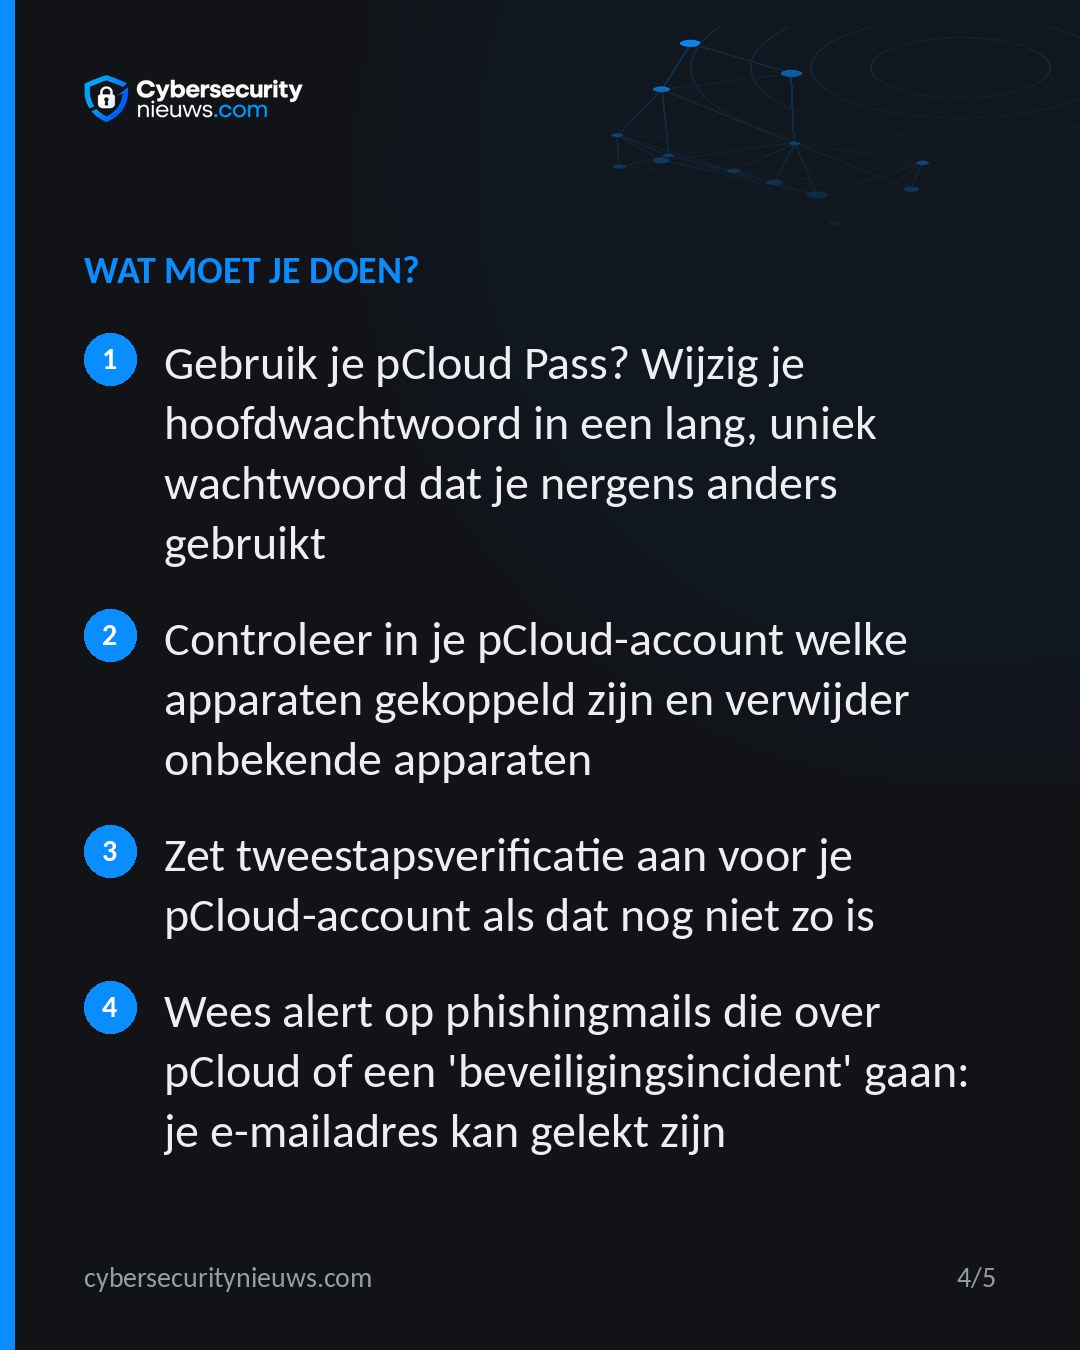 Cybersecurity
nieuws.com
WAT MOET JE DOEN?
1 Gebruik je pCloud Pass? Wijzig je
hoofdwachtwoord in een lang, uniek
wachtwoord dat je nergens anders
gebruikt
2 Controleer in je pCloud-account welke
apparaten gekoppeld zijn en verwijder
onbekende apparaten
3 Zet tweestapsverificatie aan voor je
pCloud-account als dat nog niet zo is
4 Wees alert op phishingmails die over
pCloud of een 'beveiligingsincident' gaan:
je e-mailadres kan gelekt zijn
cybersecuritynieuws.com 4/5